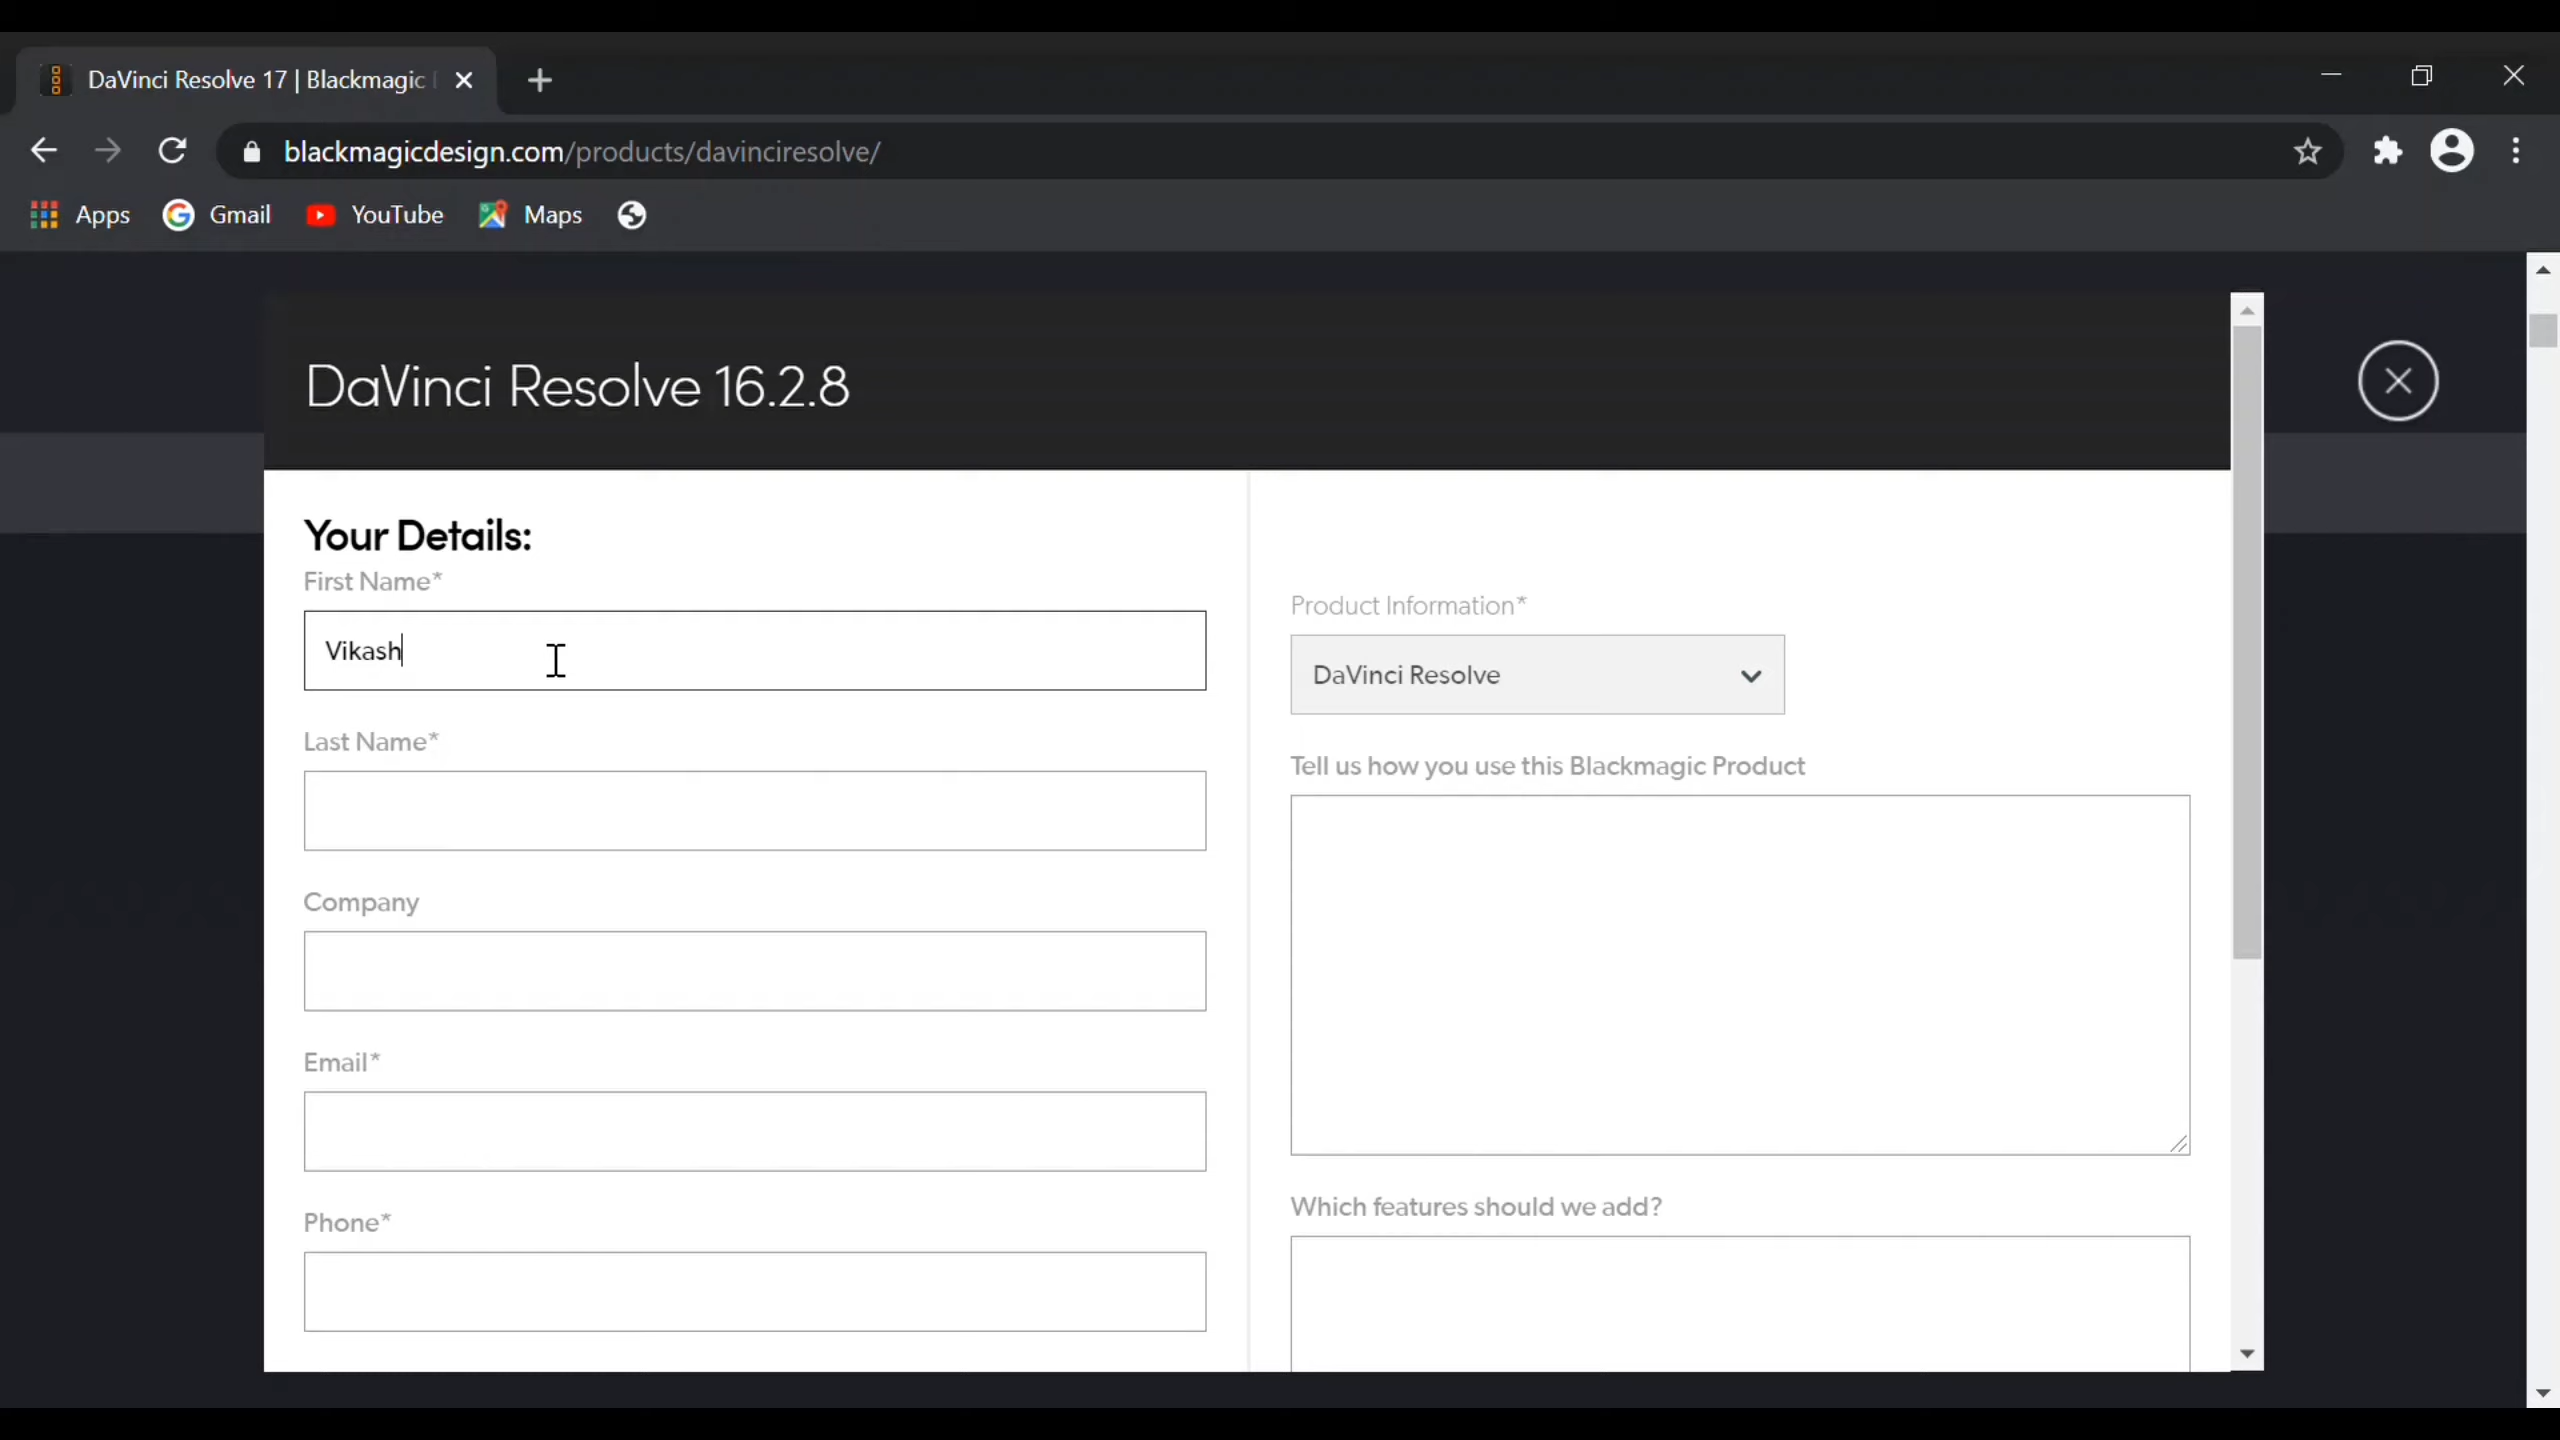 DaVinci Resolve 17 | Blackmagic
blackmagicdesign.com/products/davinciresolve/
Apps
Gmail
YouTube
Maps
DaVinci Resolve 16.2.8
Your Details:
First Name*
Vikash
Last Name*
Company
Email*
Phone*
Product Information*
DaVinci Resolve
Tell us how you use this Blackmagic Product
Which features should we add?